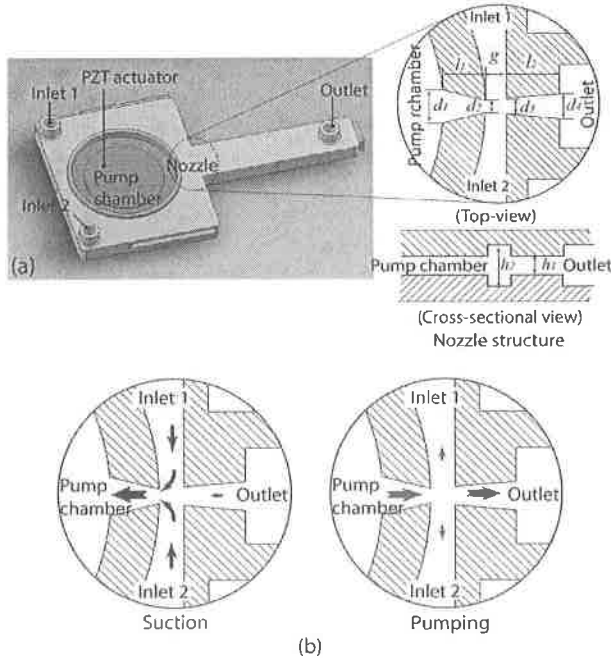 PZT actuator
Inlet 1
Outlet
Nozzle
Pump
chamber
Inlet 2
(a)
Inlet 1
g
l1
l2
Pump rchamber
d1
d2
d3
d4
Outlet
Inlet 2
(Top-view)
Pump chamber
h2
h1
Outlet
(Cross-sectional view)
Nozzle structure
Inlet 1
Pump
chamber
Outlet
Inlet 2
Suction
Inlet 1
Pump
chamber
Outlet
Inlet 2
Pumping
(b)